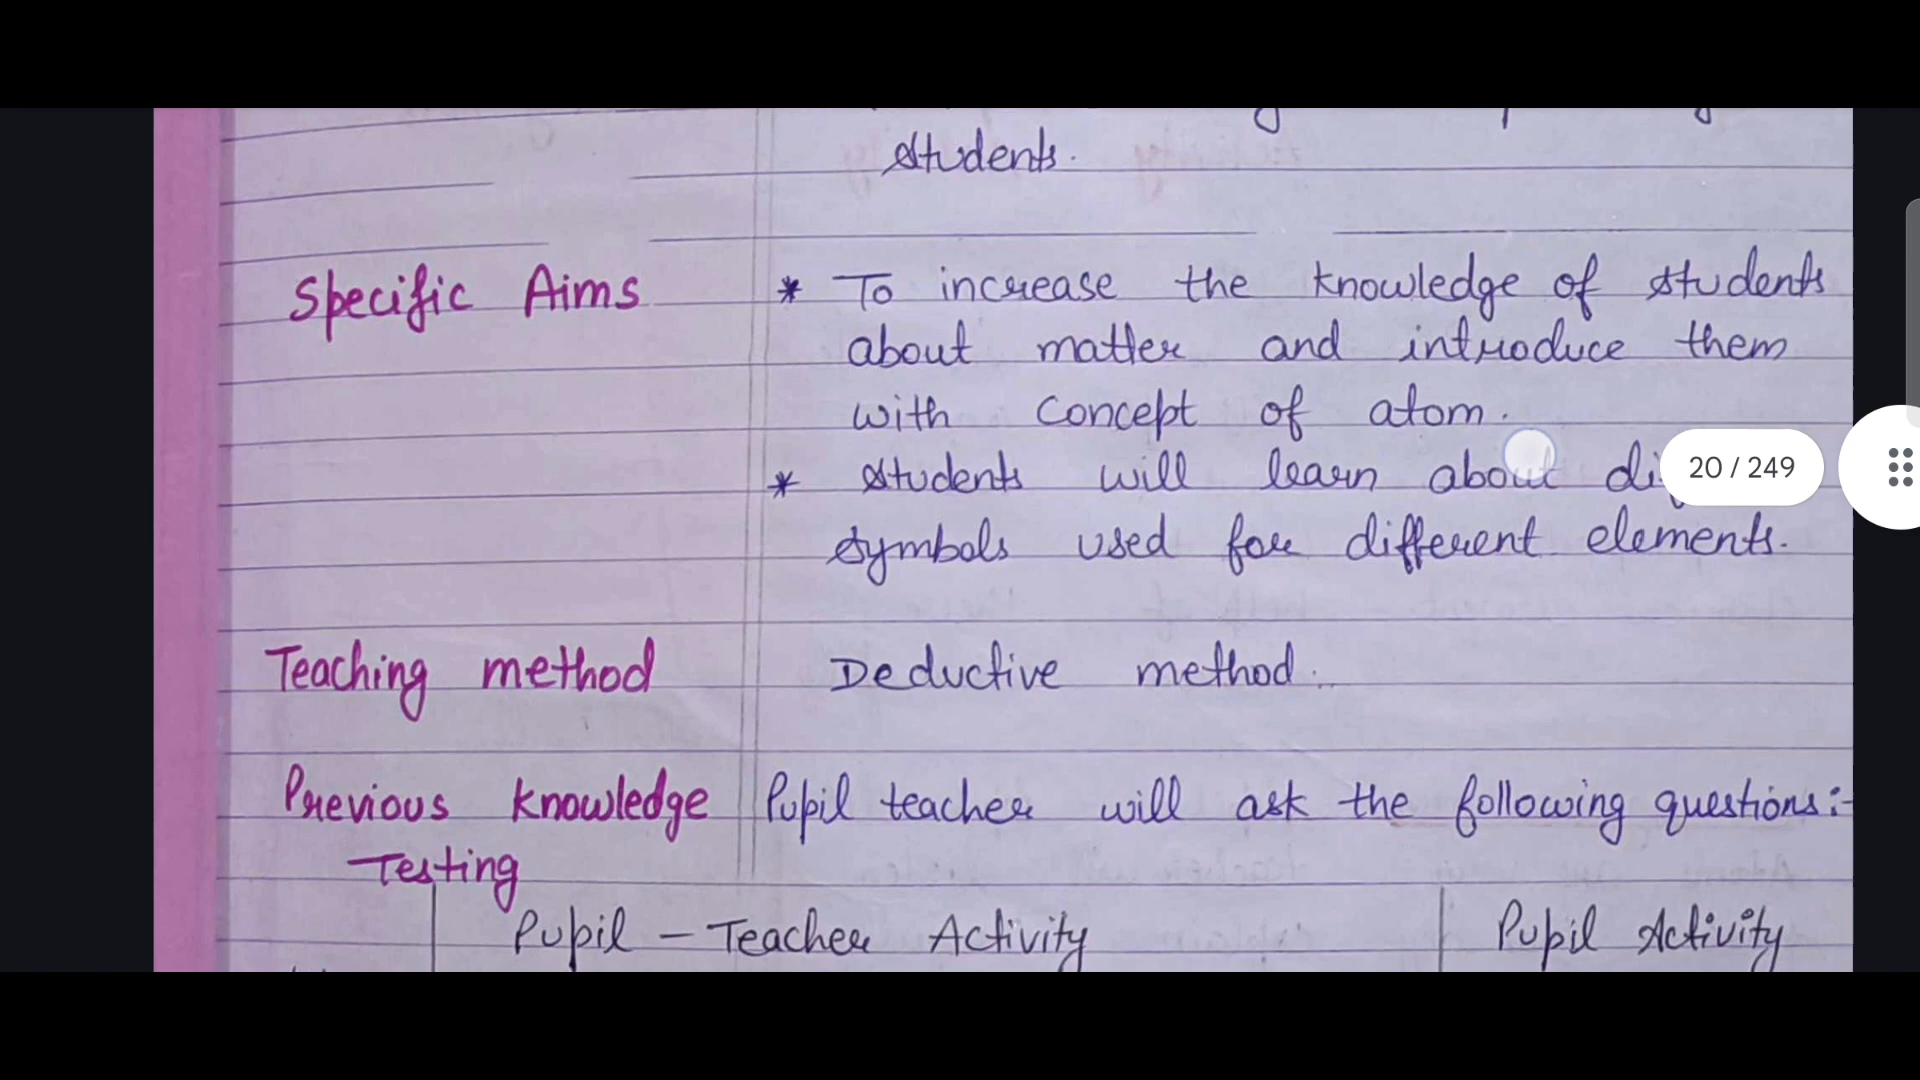 students.
Specific Aims * To increase the knowledge of students
about matter and introduce them
with concept of atom.
* students will learn about
20 / 249
symbols used for different elements.
Teaching method Deductive method.
Previous knowledge Pupil teacher will ask the following questions:-
Testing
Pupil - Teacher Activity Pupil Activity